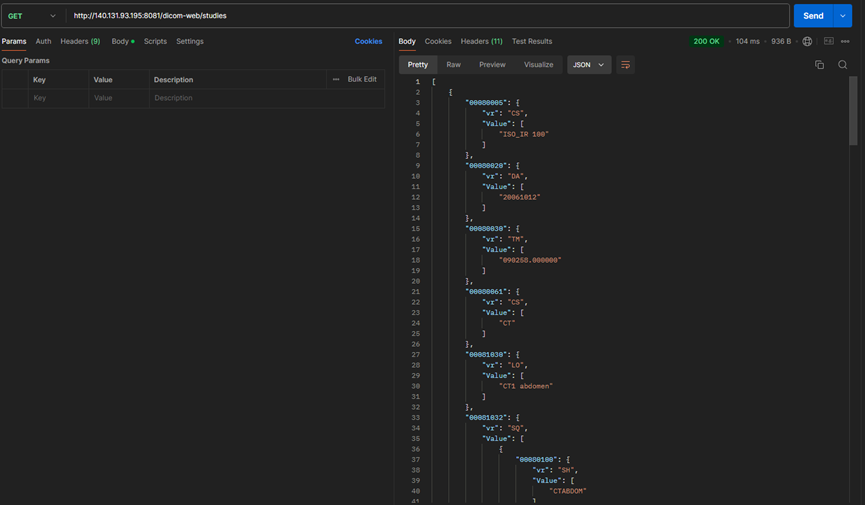 GET http://140.131.93.195:8081/dicom-web/studies Send
Params Auth Headers (9) Body Scripts Settings Cookies
Query Params
Key Value Description Bulk Edit
Key Value Description
Body Cookies Headers (11) Test Results 200 OK 104 ms 936 B
Pretty Raw Preview Visualize JSON
1 [
2 {
3 "00080005": {
4 "vr": "CS",
5 "Value": [
6 "ISO_IR 100"
7 ]
8 },
9 "00080020": {
10 "vr": "DA",
11 "Value": [
12 "20061012"
13 ]
14 },
15 "00080030": {
16 "vr": "TM",
17 "Value": [
18 "090258.000000"
19 ]
20 },
21 "00080061": {
22 "vr": "CS",
23 "Value": [
24 "CT"
25 ]
26 },
27 "00081030": {
28 "vr": "LO",
29 "Value": [
30 "CT1 abdomen"
31 ]
32 },
33 "00081032": {
34 "vr": "SQ",
35 "Value": [
36 {
37 "00080100": {
38 "vr": "SH",
39 "Value": [
40 "CTABDOM"
41 ]